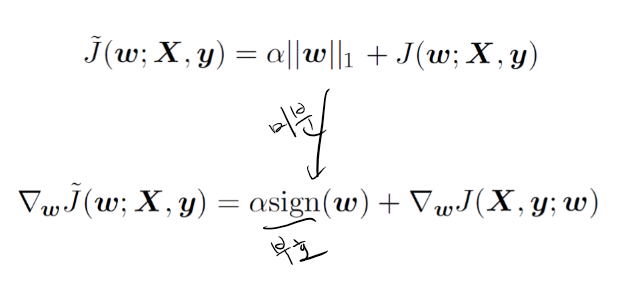 J̃(w; X, y) = α||w||₁ + J(w; X, y)
미분
∇_w J̃(w; X, y) = αsign(w) + ∇_w J(X, y; w)
부호